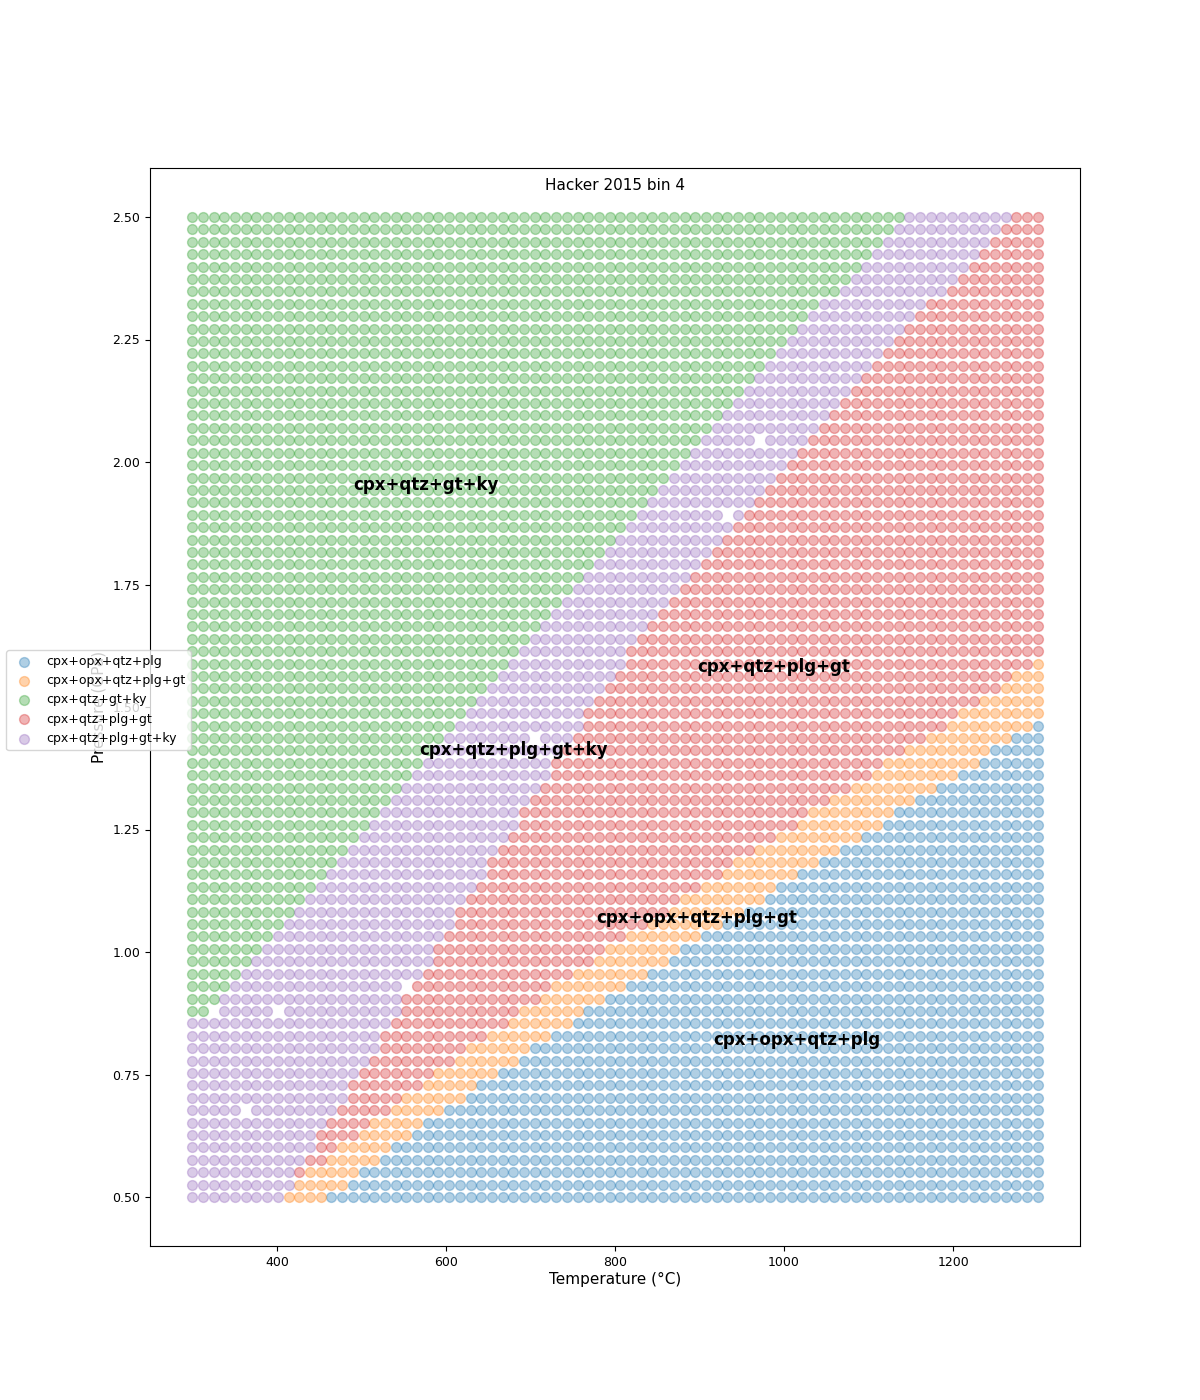 Hacker 2015 bin 4
2.50
2.25
2.00
cpx+qtz+gt+ky
1.75
cpx+qtz+plg+gt
cpx+opx+qtz+plg
cpx+opx+qtz+plg+gt
cpx+qtz+gt+ky
cpx+qtz+plg+gt
cpx+qtz+plg+gt+ky
1.50
cpx+qtz+plg+gt+ky
1.25
cpx+opx+qtz+plg+gt
1.00
cpx+opx+qtz+plg
0.75
0.50
400 600 800 1000 1200
Temperature (°C)